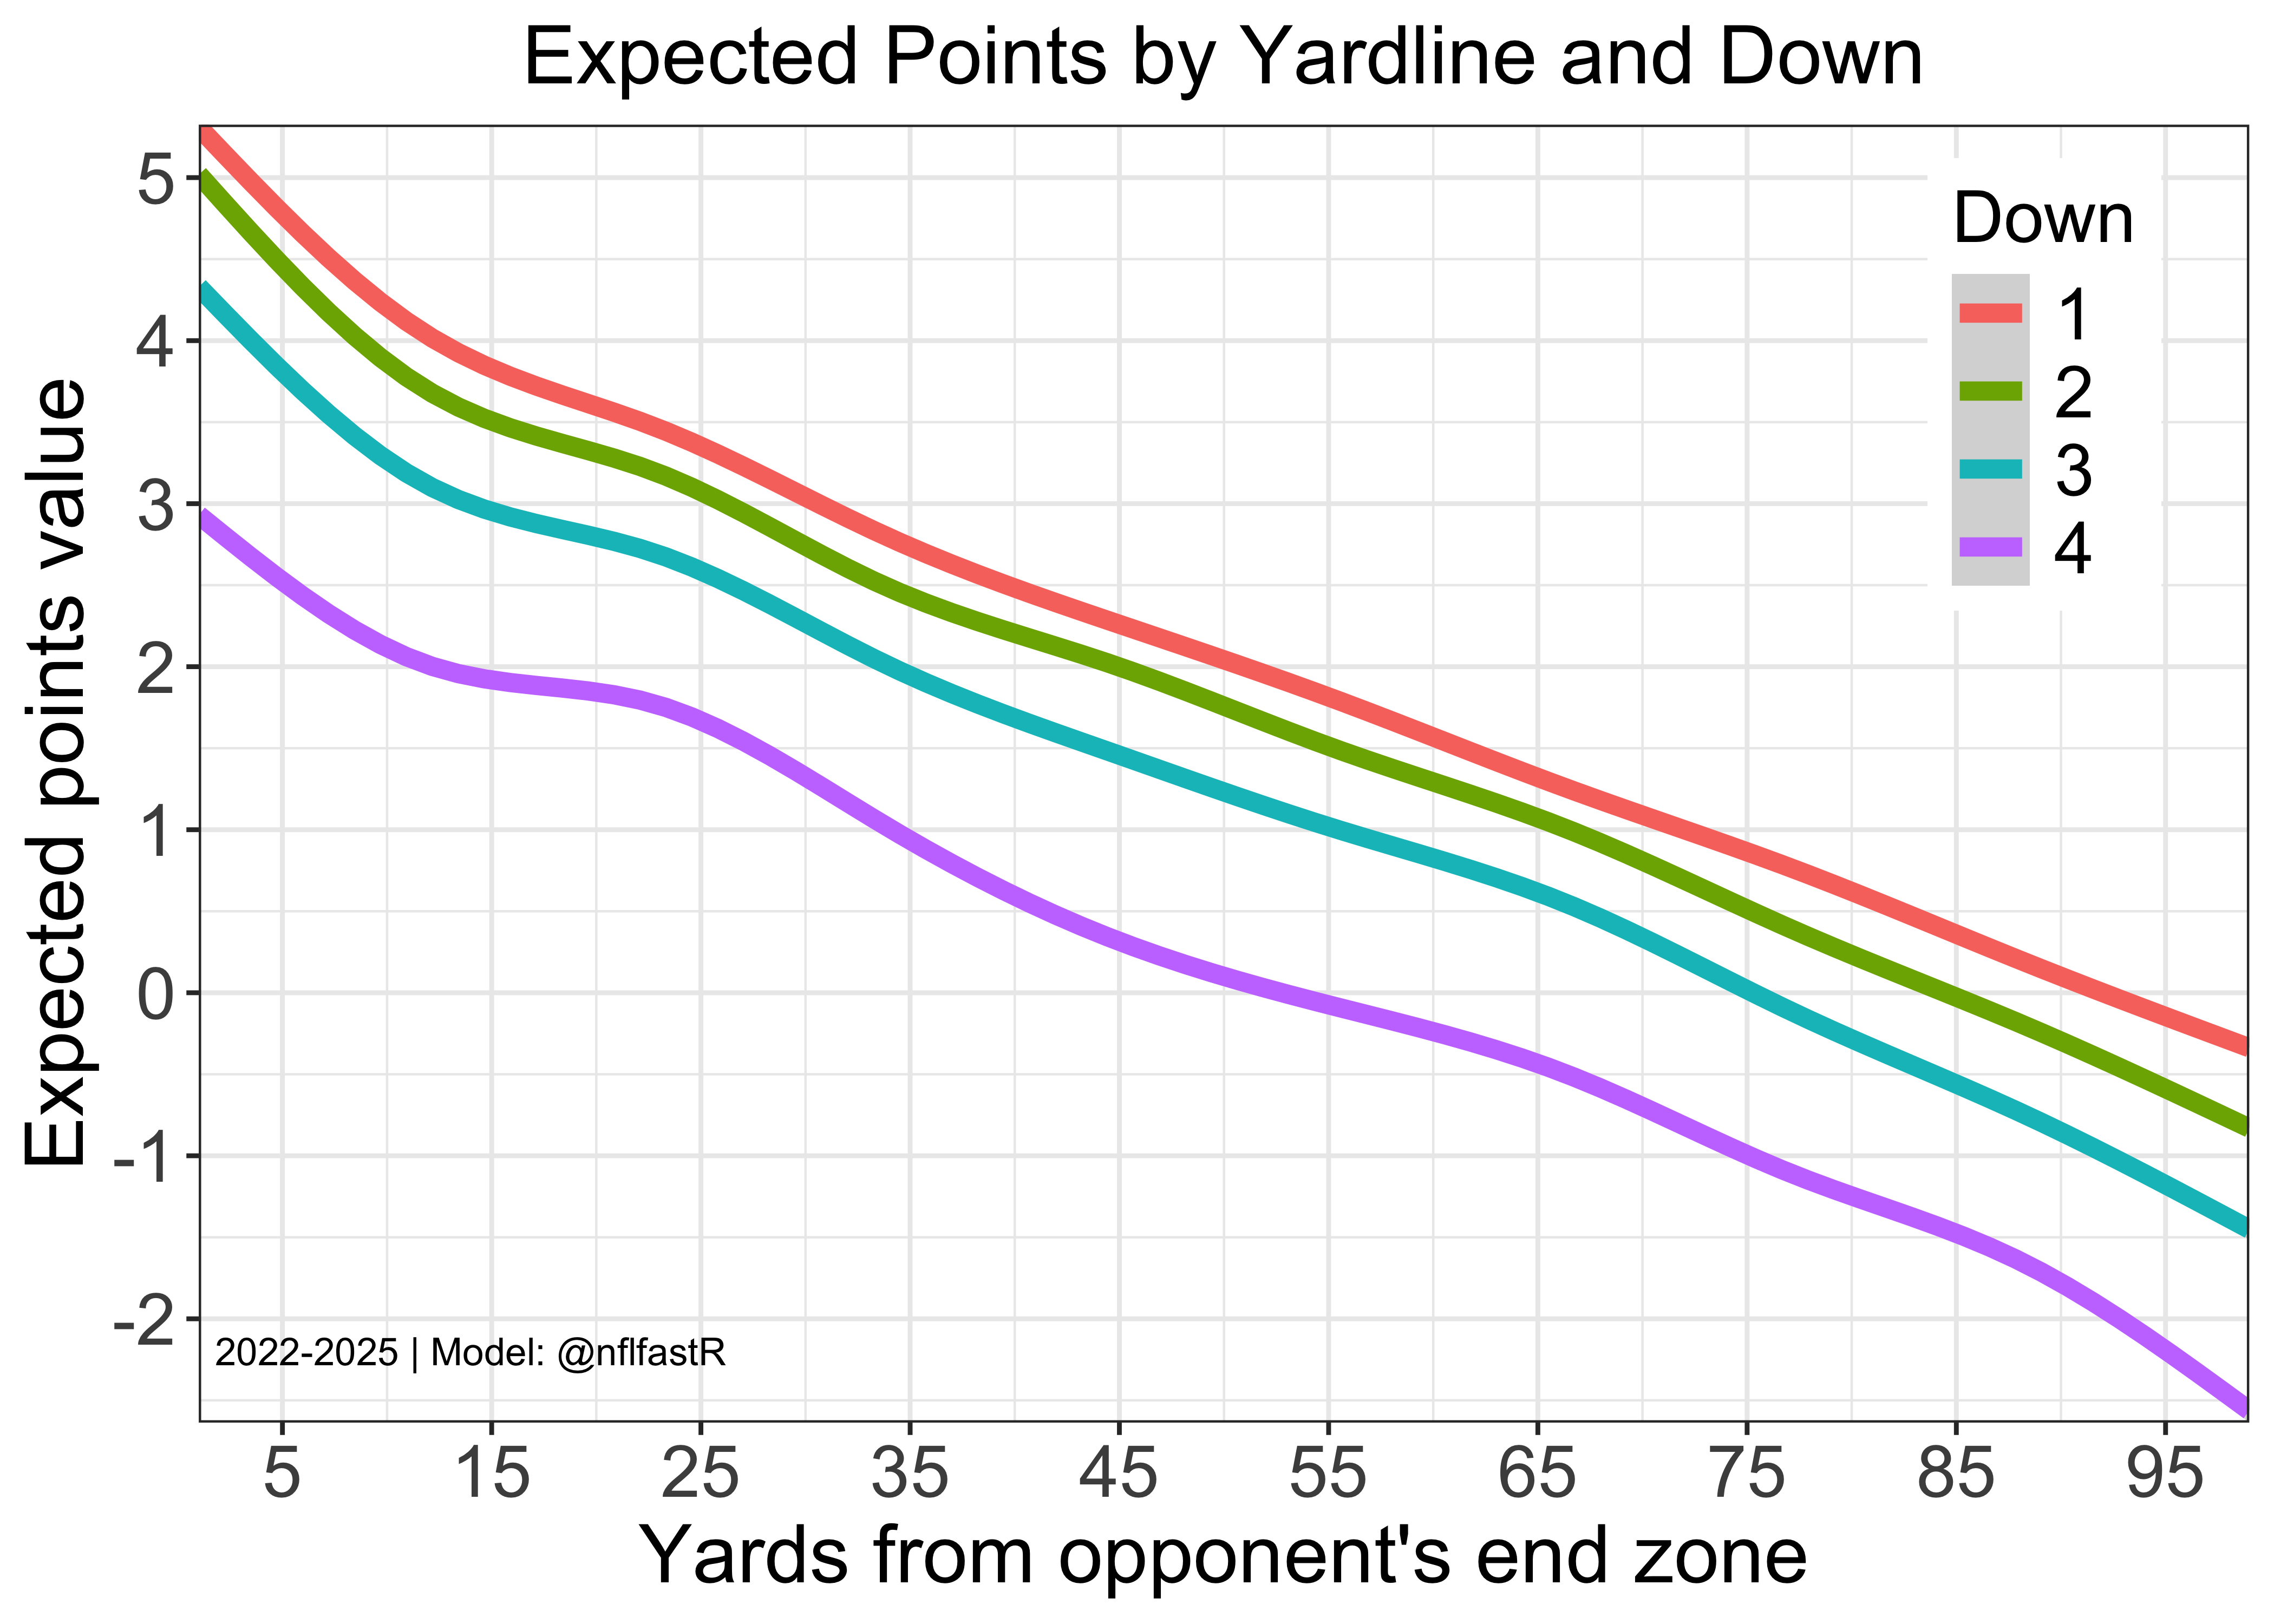 Expected Points by Yardline and Down
Expected points value
5
4
3
2
1
0
-1
-2
Down
1
2
3
4
2022-2025 | Model: @nflfastR
5 15 25 35 45 55 65 75 85 95
Yards from opponent's end zone